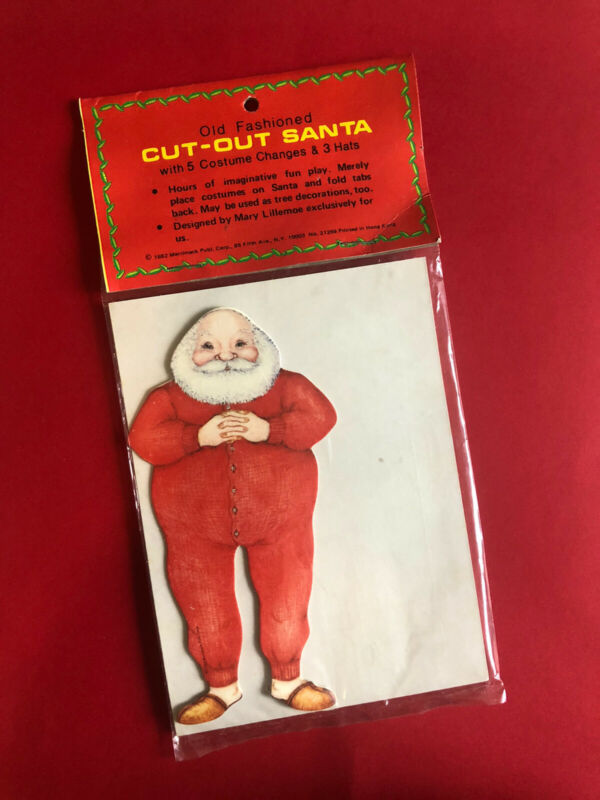 Old Fashioned
CUT-OUT SANTA
with 5 Costume Changes & 3 Hats
• Hours of imaginative fun play. Merely
place costumes on Santa and fold tabs
back. May be used as tree decorations, too.
• Designed by Mary Lillemoe exclusively for
us.
© 1982 Merrimack Publ. Corp., 85 Fifth Ave., N.Y. 10003 No. 21298 Printed in Hong Kong